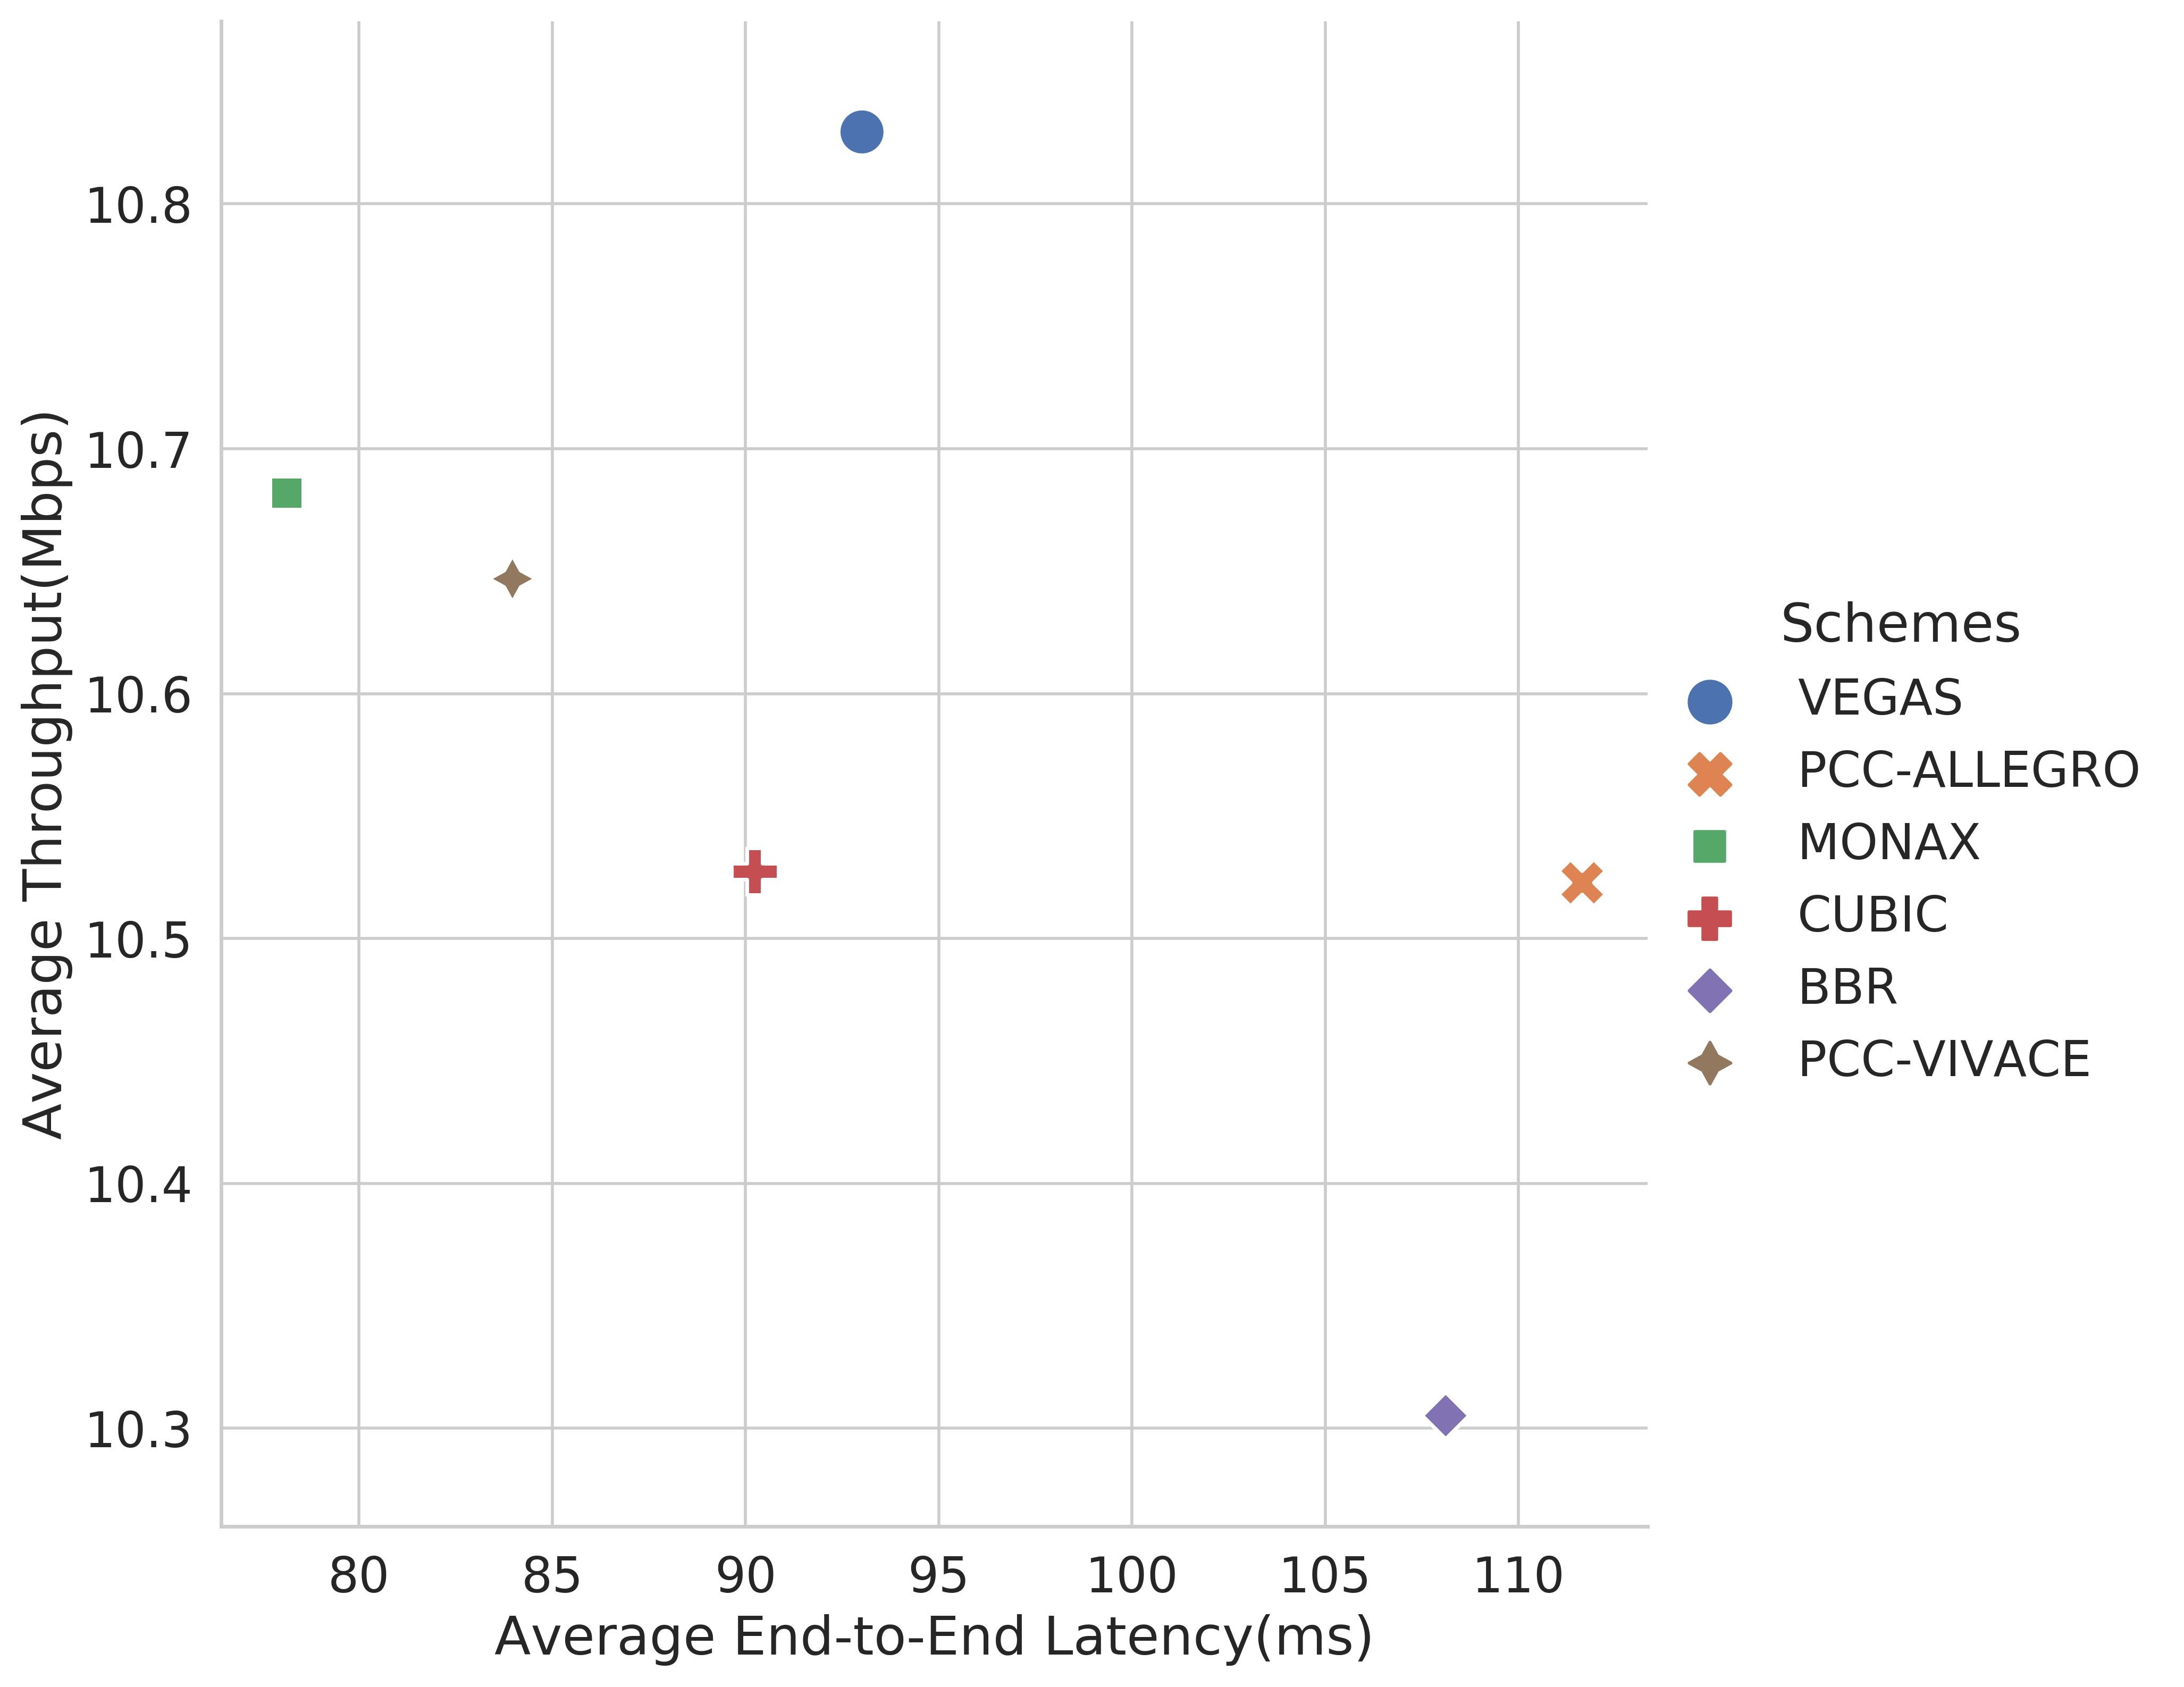 10.8
10.7
10.6
10.5
10.4
10.3
Average Throughput(Mbps)
80 85 90 95 100 105 110
Average End-to-End Latency(ms)
Schemes
VEGAS
PCC-ALLEGRO
MONAX
CUBIC
BBR
PCC-VIVACE